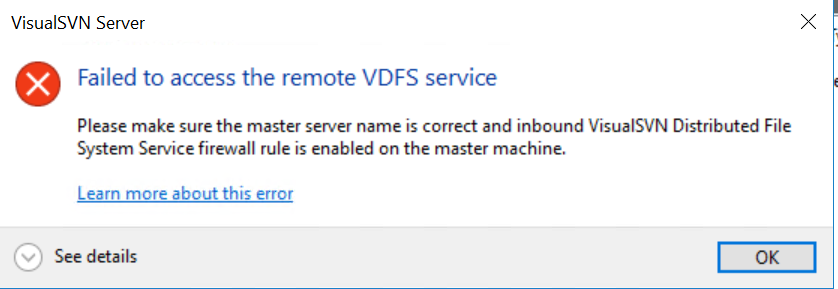 VisualSVN Server
Failed to access the remote VDFS service
Please make sure the master server name is correct and inbound VisualSVN Distributed File
System Service firewall rule is enabled on the master machine.
Learn more about this error
See details
OK